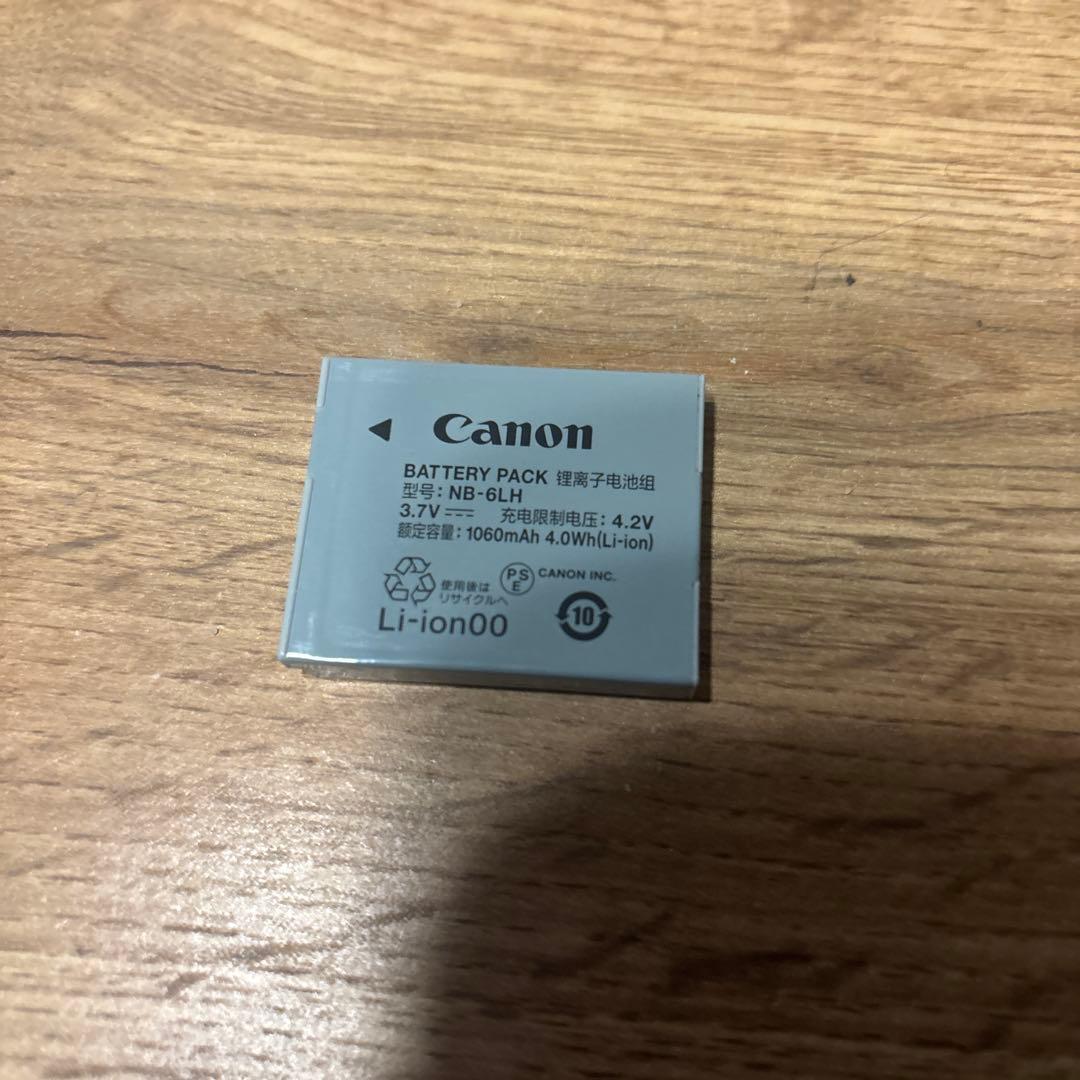 Canon
BATTERY PACK 锂离子电池组
型号: NB-6LH
3.7V 充电限制电压: 4.2V
额定容量: 1060mAh 4.0Wh(Li-ion)
使用後は
リサイクルへ
PS
E
CANON INC.
Li-ion00
10